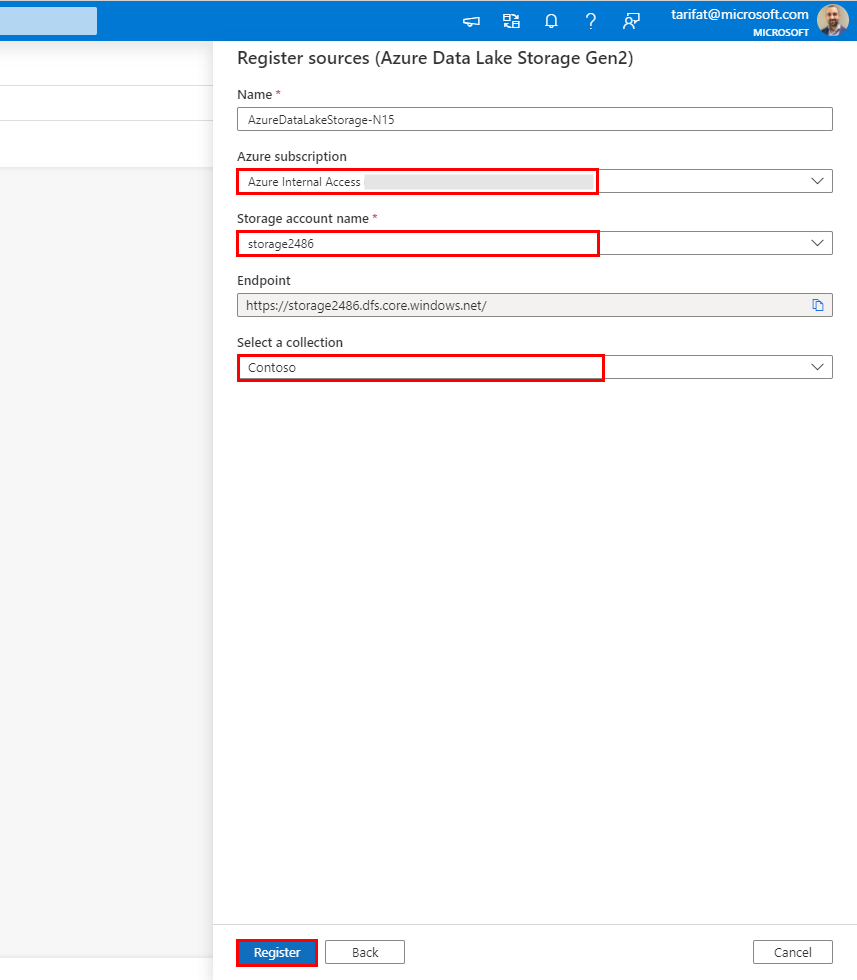 tarifat@microsoft.com
MICROSOFT
Register sources (Azure Data Lake Storage Gen2)
Name *
AzureDataLakeStorage-N15
Azure subscription
Azure Internal Access
Storage account name *
storage2486
Endpoint
https://storage2486.dfs.core.windows.net/
Select a collection
Contoso
Register
Back
Cancel